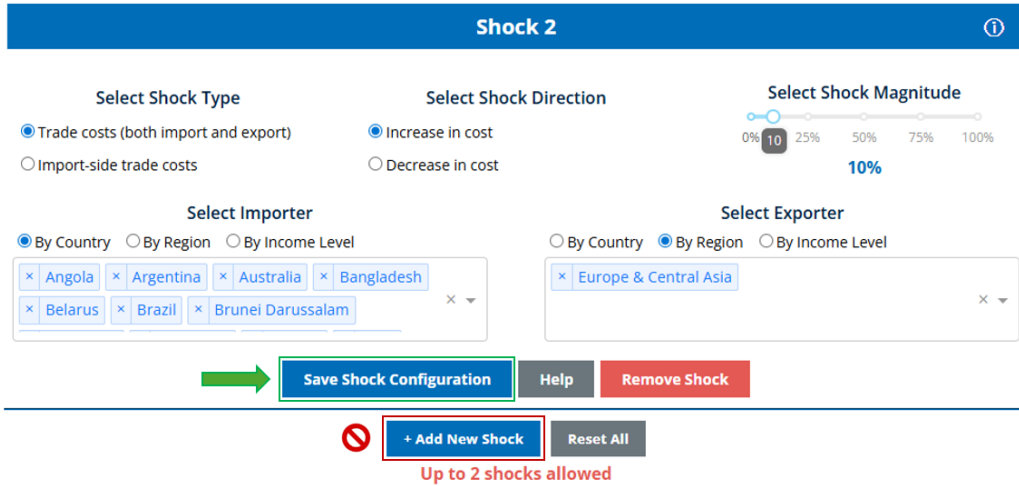 Shock 2
Select Shock Type
Trade costs (both import and export)
Import-side trade costs
Select Shock Direction
Increase in cost
Decrease in cost
Select Shock Magnitude
0% 10 25% 50% 75% 100%
10%
Select Importer
By Country By Region By Income Level
× Angola × Argentina × Australia × Bangladesh
× Belarus × Brazil × Brunei Darussalam
Select Exporter
By Country By Region By Income Level
× Europe & Central Asia
Save Shock Configuration Help Remove Shock
+ Add New Shock Reset All
Up to 2 shocks allowed